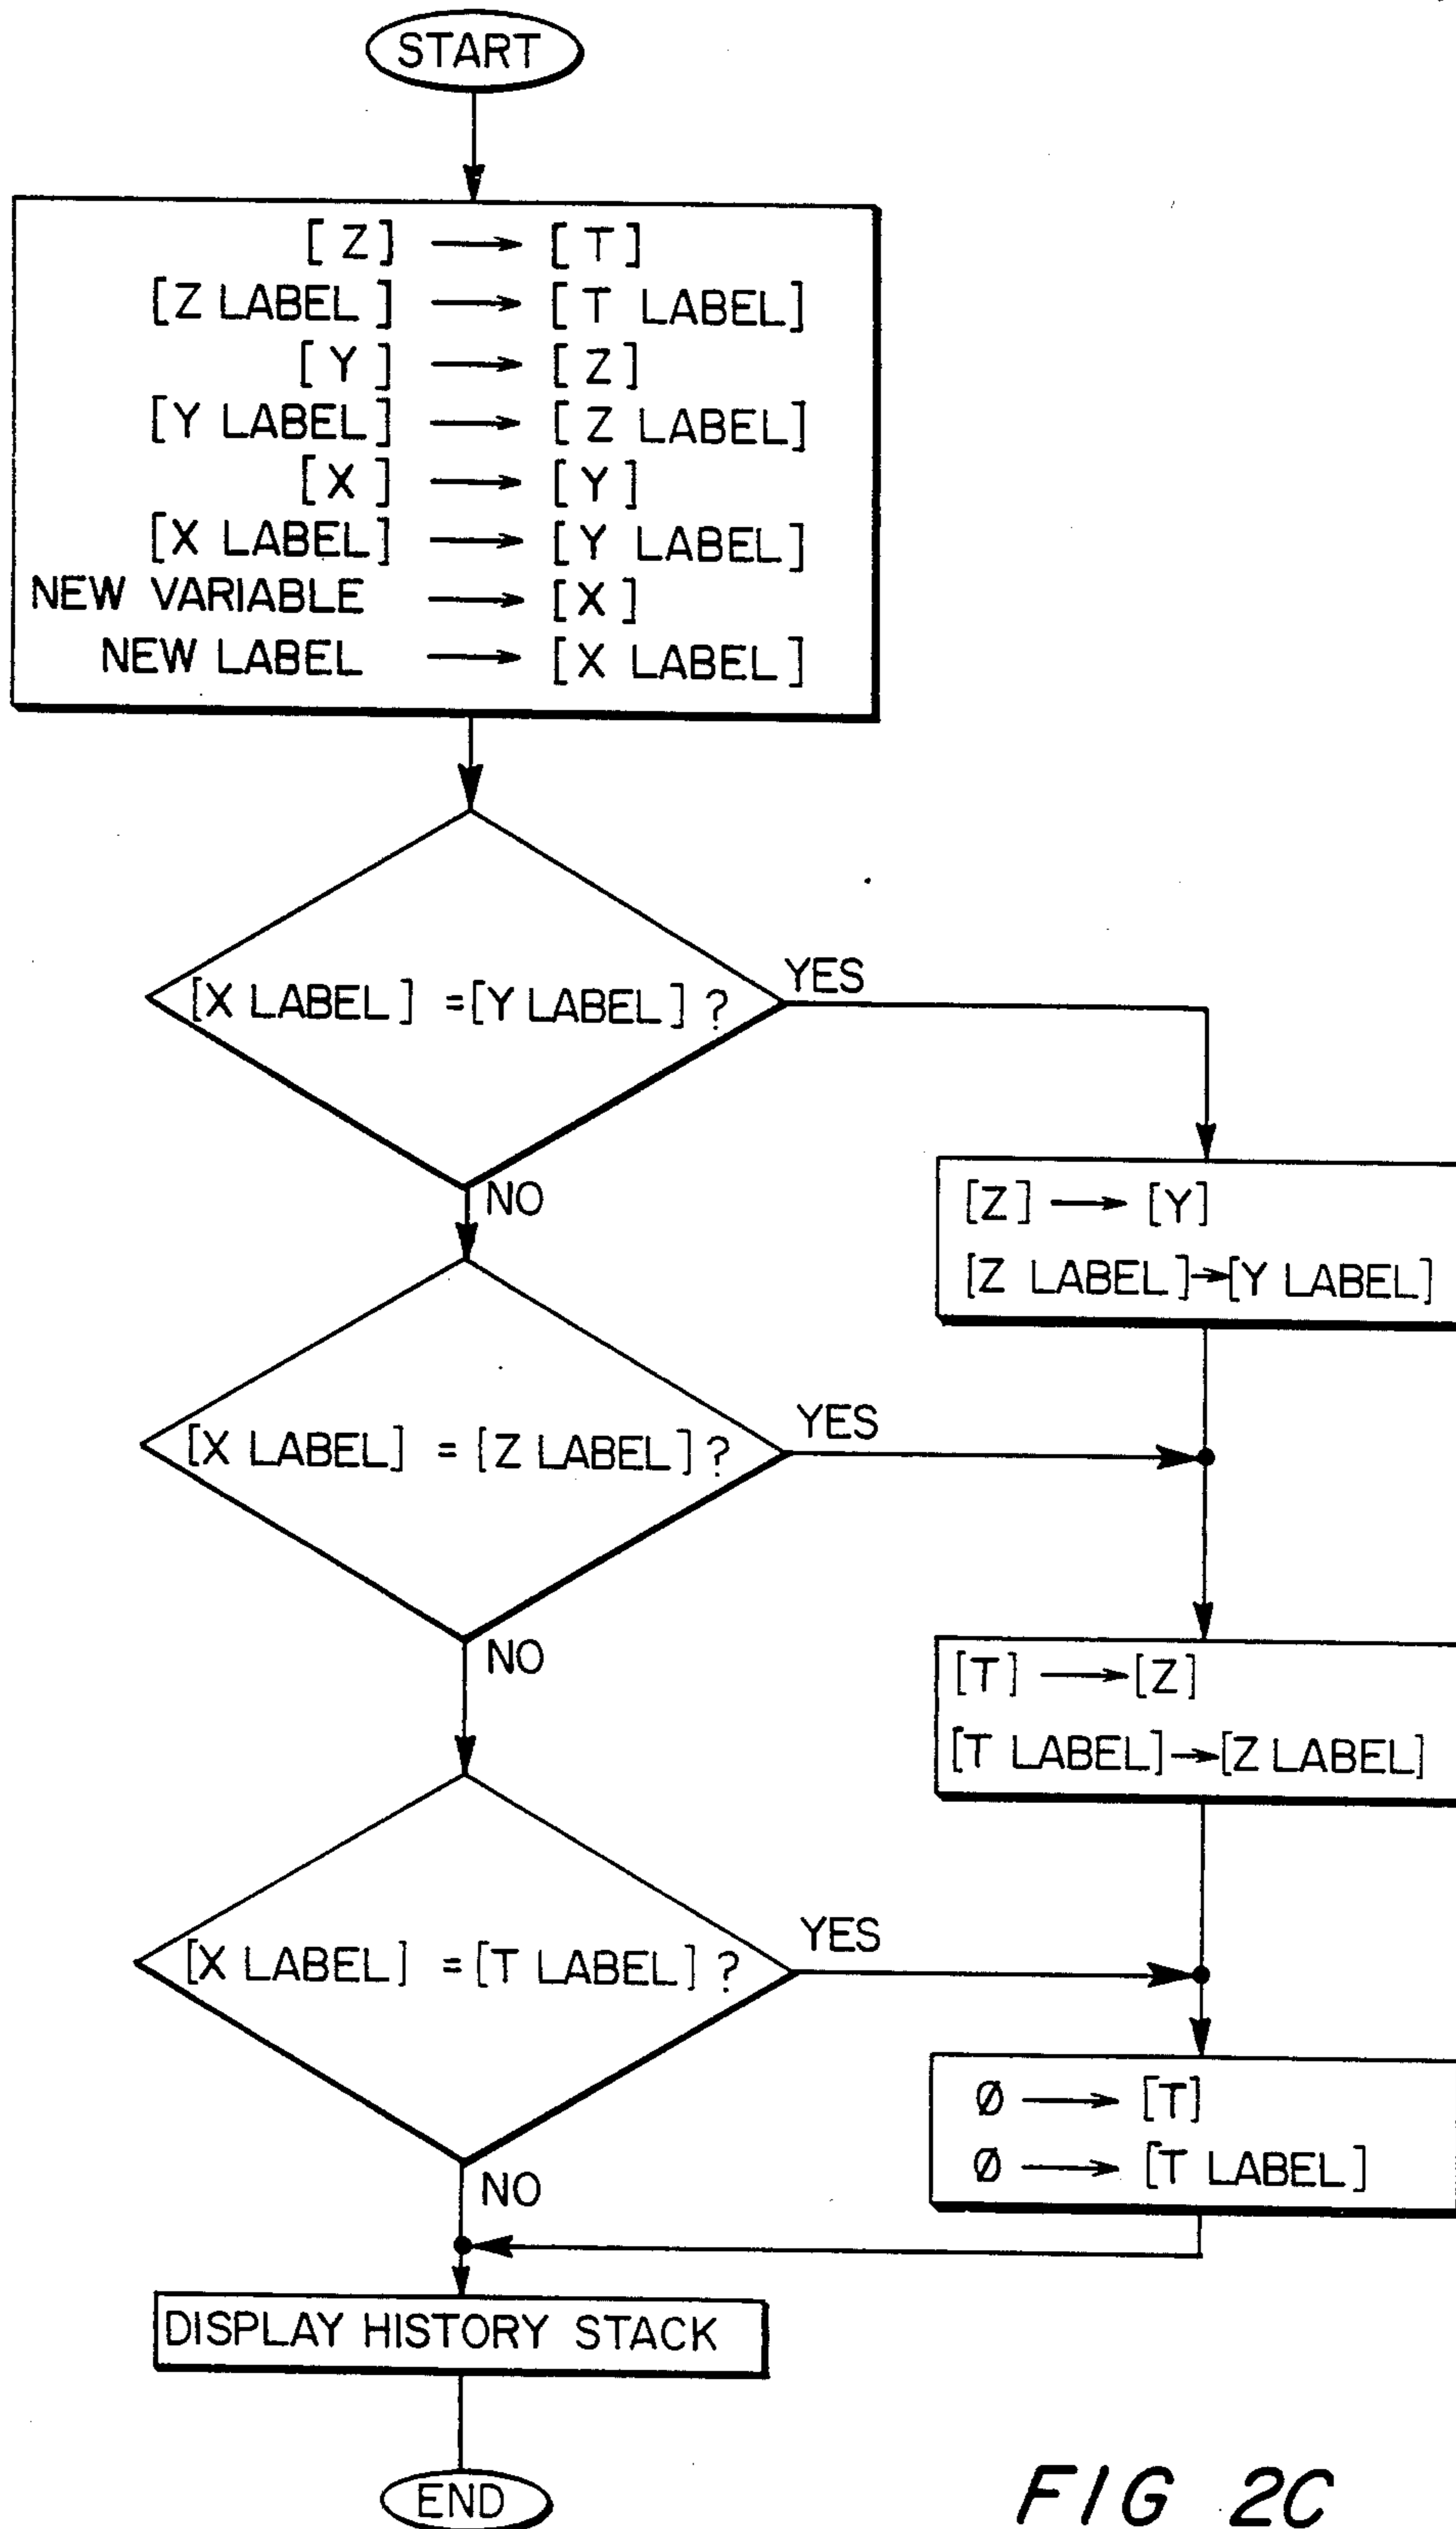 START
[Z] → [T]
[Z LABEL] → [T LABEL]
[Y] → [Z]
[Y LABEL] → [Z LABEL]
[X] → [Y]
[X LABEL] → [Y LABEL]
NEW VARIABLE → [X]
NEW LABEL → [X LABEL]
[X LABEL] =[Y LABEL] ?
YES
NO
[Z] → [Y]
[Z LABEL]→[Y LABEL]
[X LABEL] = [Z LABEL] ?
YES
NO
[T] → [Z]
[T LABEL]→[Z LABEL]
[X LABEL] =[T LABEL] ?
YES
NO
Ø → [T]
Ø → [T LABEL]
DISPLAY HISTORY STACK
END
FIG 2C